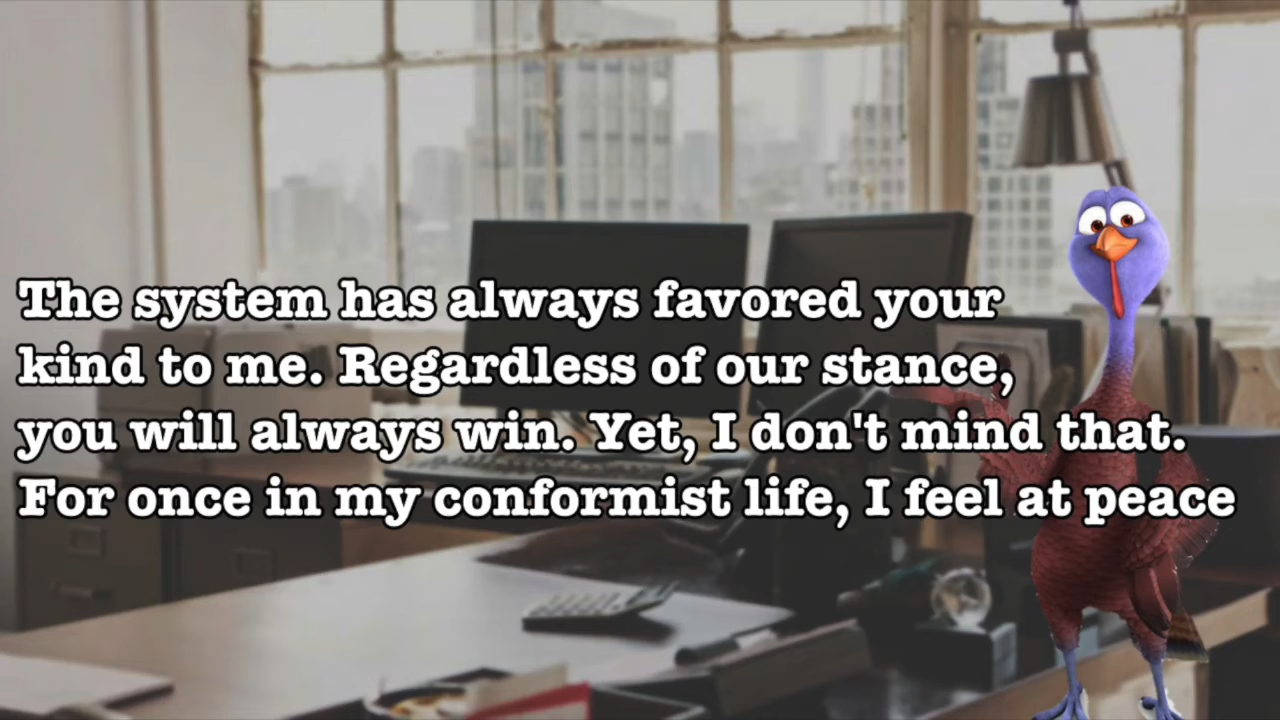 The system has always favored your
kind to me. Regardless of our stance,
you will always win. Yet, I don't mind that.
For once in my conformist life, I feel at peace